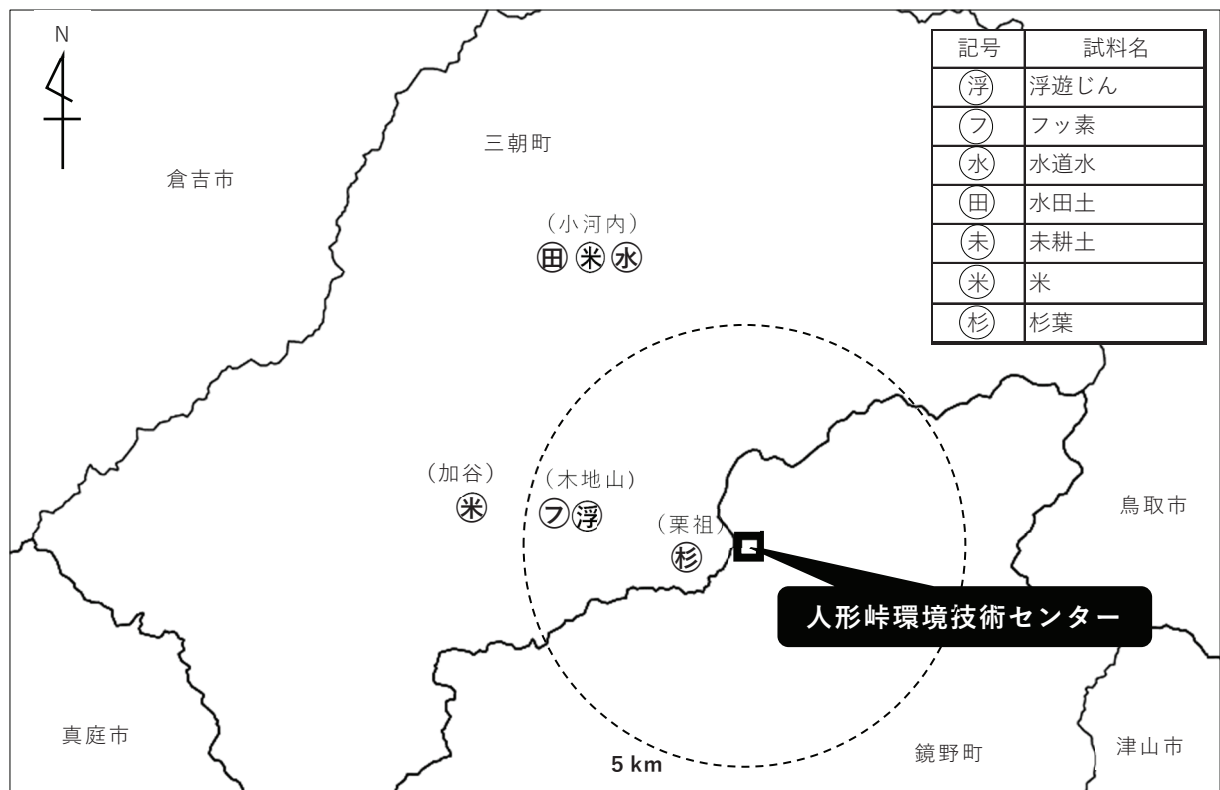 N
記号 試料名
浮 浮遊じん
フ フッ素
水 水道水
田 水田土
未 未耕土
米 米
杉 杉葉
三朝町
倉吉市
（小河内）
田 米 水
（加谷）
米
（木地山）
フ 浮
（栗祖）
杉
鳥取市
人形峠環境技術センター
真庭市
5 km
鏡野町
津山市